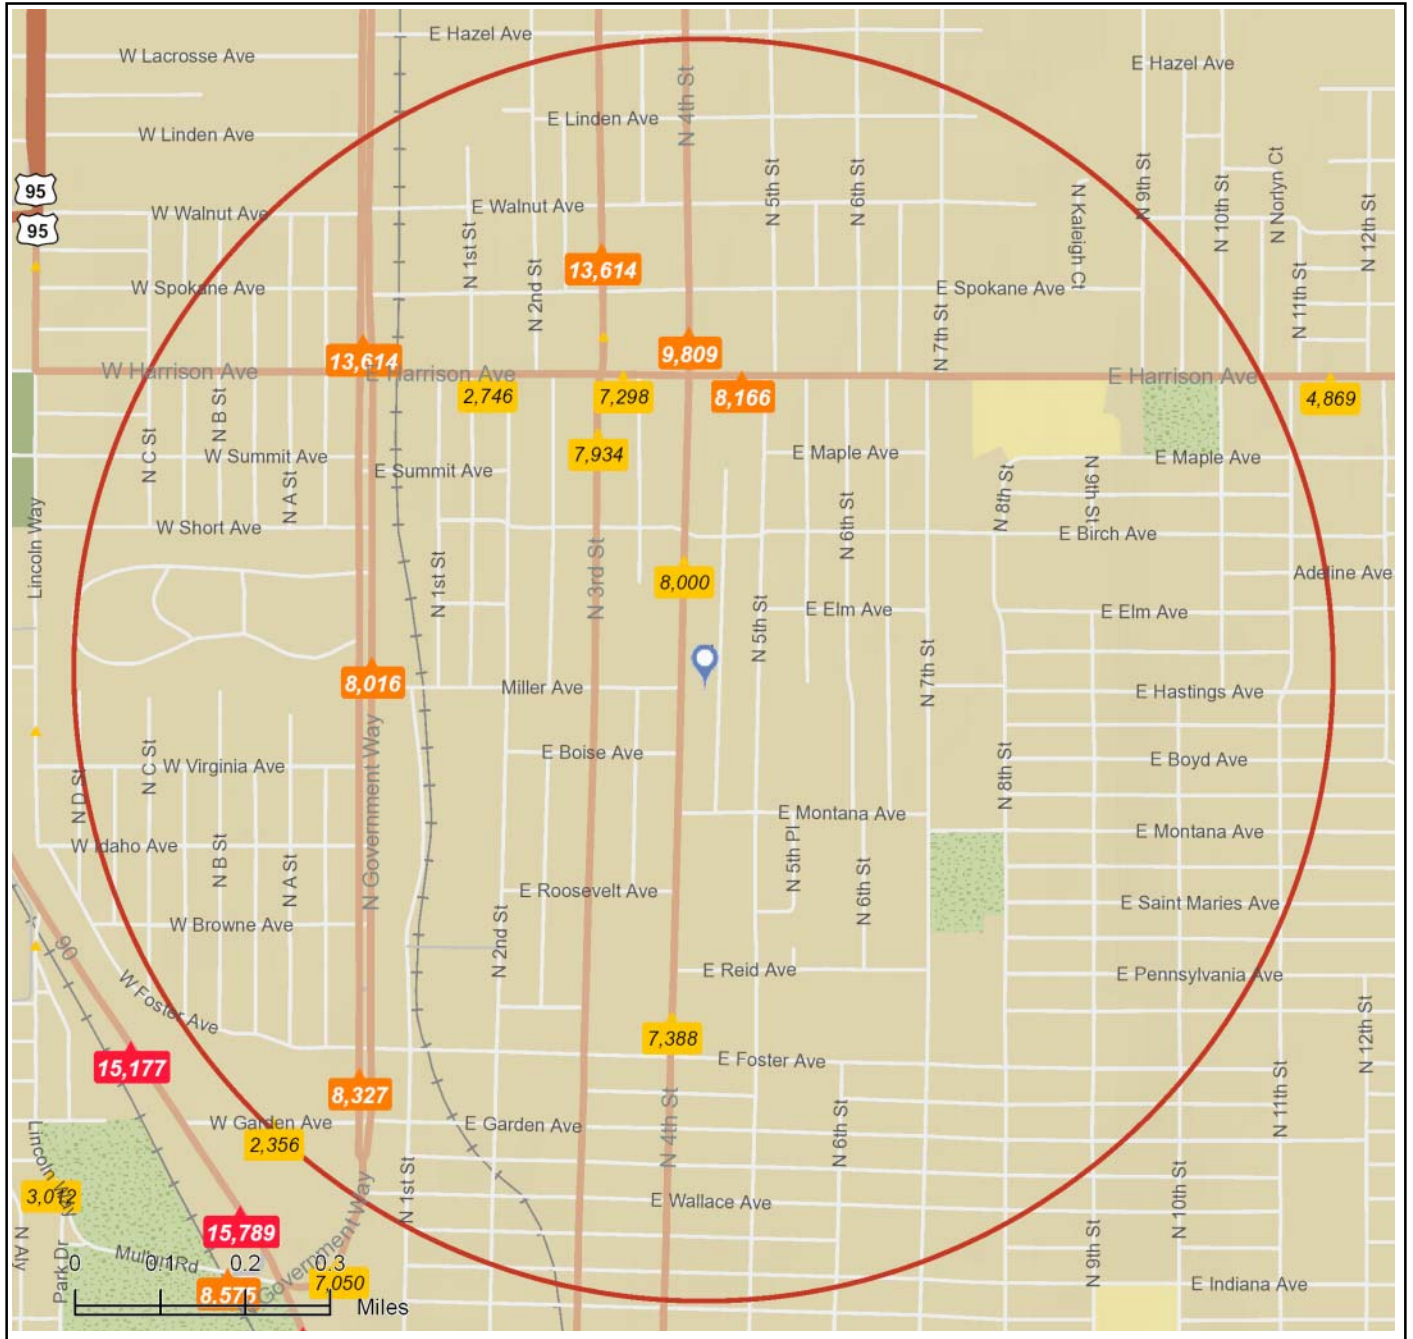 E Hazel Ave
W Lacrosse Ave
E Hazel Ave
N 4th St
E Linden Ave
W Linden Ave
95
N 5th St
N 6th St
N Kaleigh Ct
N 9th St
N 10th St
N Norlyn Ct
N 12th St
W Walnut Ave
E Walnut Ave
95
N 1st St
N 2nd St
13,614
N 11th St
W Spokane Ave
E Spokane Ave
N 7th St
13,614
9,809
W Harrison Ave
E Harrison Ave
E Harrison Ave
2,746
7,298
8,166
4,869
N B St
N C St
7,934
W Summit Ave
E Summit Ave
E Maple Ave
E Maple Ave
N A St
N 8th St
N 9th St
N 6th St
Lincoln Way
W Short Ave
E Birch Ave
N 1st St
N 3rd St
8,000
Adeline Ave
N 5th St
E Elm Ave
E Elm Ave
8,016
Miller Ave
N 7th St
E Hastings Ave
N Government Way
E Boise Ave
E Boyd Ave
N D St
N C St
W Virginia Ave
N 8th St
E Montana Ave
E Montana Ave
W Idaho Ave
N B St
N A St
N 5th Pl
N 6th St
E Roosevelt Ave
E Saint Maries Ave
W Browne Ave
90
N 2nd St
E Reid Ave
E Pennsylvania Ave
W Foster Ave
N 12th St
7,388
15,177
E Foster Ave
8,327
N 11th St
W Garden Ave
E Garden Ave
N 4th St
N 6th St
2,356
Lincoln Way
3,012
N 1st St
E Wallace Ave
N 10th St
15,789
N Aly
Park Dr
Mullan Rd
N Government Way
N 9th St
0
0.1
0.2
0.3
8,575
7,050
E Indiana Ave
Miles